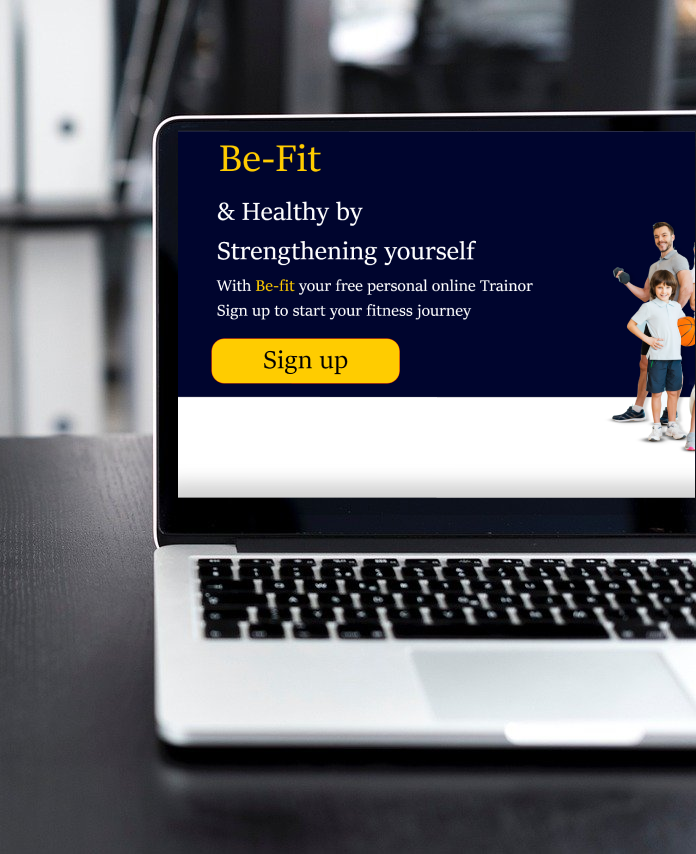 Be-Fit
& Healthy by
Strengthening yourself
With Be-fit your free personal online Trainor
Sign up to start your fitness journey
Sign up